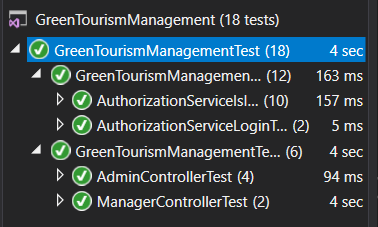 GreenTourismManagement (18 tests)
GreenTourismManagementTest (18) 4 sec
GreenTourismManagemen... (12) 163 ms
AuthorizationServiceIsl... (10) 157 ms
AuthorizationServiceLoginT... (2) 5 ms
GreenTourismManagementTe... (6) 4 sec
AdminControllerTest (4) 94 ms
ManagerControllerTest (2) 4 sec